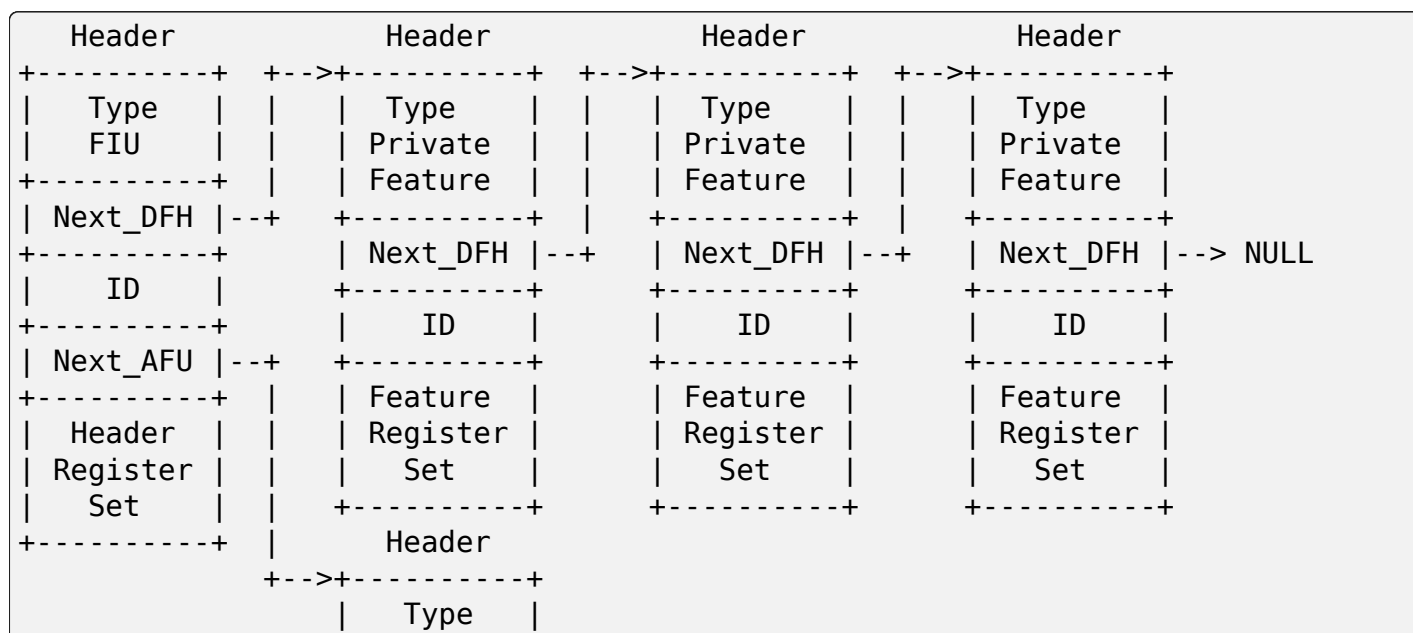 Header            Header            Header            Header
+----------+  +-->+----------+  +-->+----------+  +-->+----------+
|   Type   |  |   |  Type    |  |   |  Type    |  |   |  Type    |
|   FIU    |  |   | Private  |  |   | Private  |  |   | Private  |
+----------+  |   | Feature  |  |   | Feature  |  |   | Feature  |
| Next_DFH |--+   +----------+  |   +----------+  |   +----------+
+----------+      | Next_DFH |--+   | Next_DFH |--+   | Next_DFH |--> NULL
|    ID    |      +----------+      +----------+      +----------+
+----------+      |    ID    |      |    ID    |      |    ID    |
| Next_AFU |--+   +----------+      +----------+      +----------+
+----------+  |   | Feature  |      | Feature  |      | Feature  |
|  Header  |  |   | Register |      | Register |      | Register |
| Register |  |   |   Set    |      |   Set    |      |   Set    |
|   Set    |  |   +----------+      +----------+      +----------+
+----------+  |      Header
              +-->+----------+
                  |   Type   |